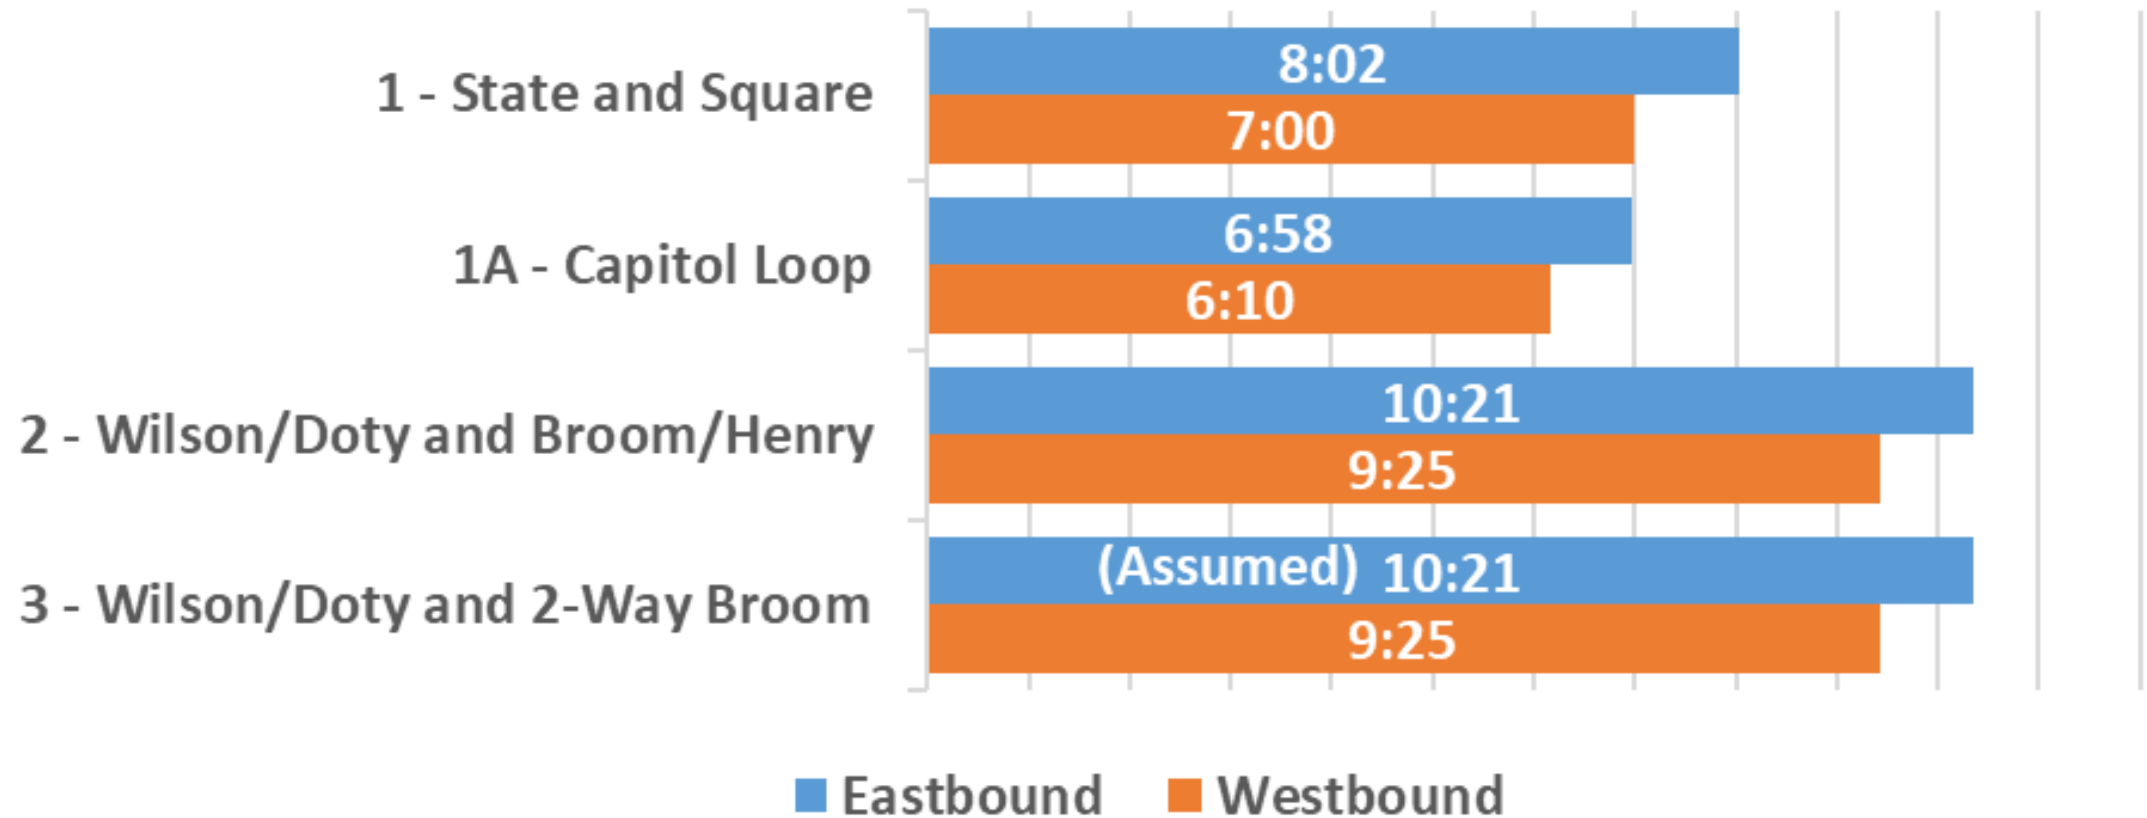 8:02
1 - State and Square
7:00
6:58
1A - Capitol Loop
6:10
10:21
2 - Wilson/Doty and Broom/Henry
9:25
(Assumed) 10:21
3 - Wilson/Doty and 2-Way Broom
9:25
Eastbound Westbound